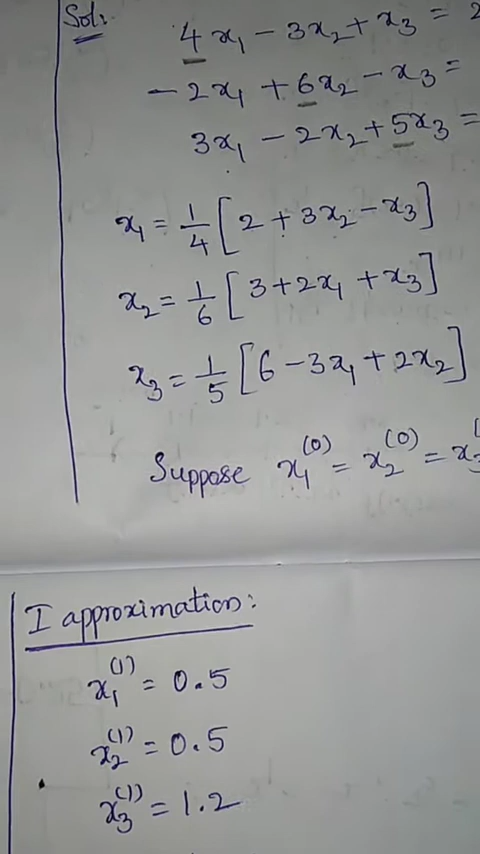 Sol:
4x₁ - 3x₂ + x₃ = 2
-2x₁ + 6x₂ - x₃ =
3x₁ - 2x₂ + 5x₃ =
x₁ = 1/4 [2 + 3x₂ - x₃]
x₂ = 1/6 [3 + 2x₁ + x₃]
x₃ = 1/5 [6 - 3x₁ + 2x₂]
Suppose x₁⁽⁰⁾ = x₂⁽⁰⁾ = x₃
I approximation:
x₁⁽¹⁾ = 0.5
x₂⁽¹⁾ = 0.5
x₃⁽¹⁾ = 1.2